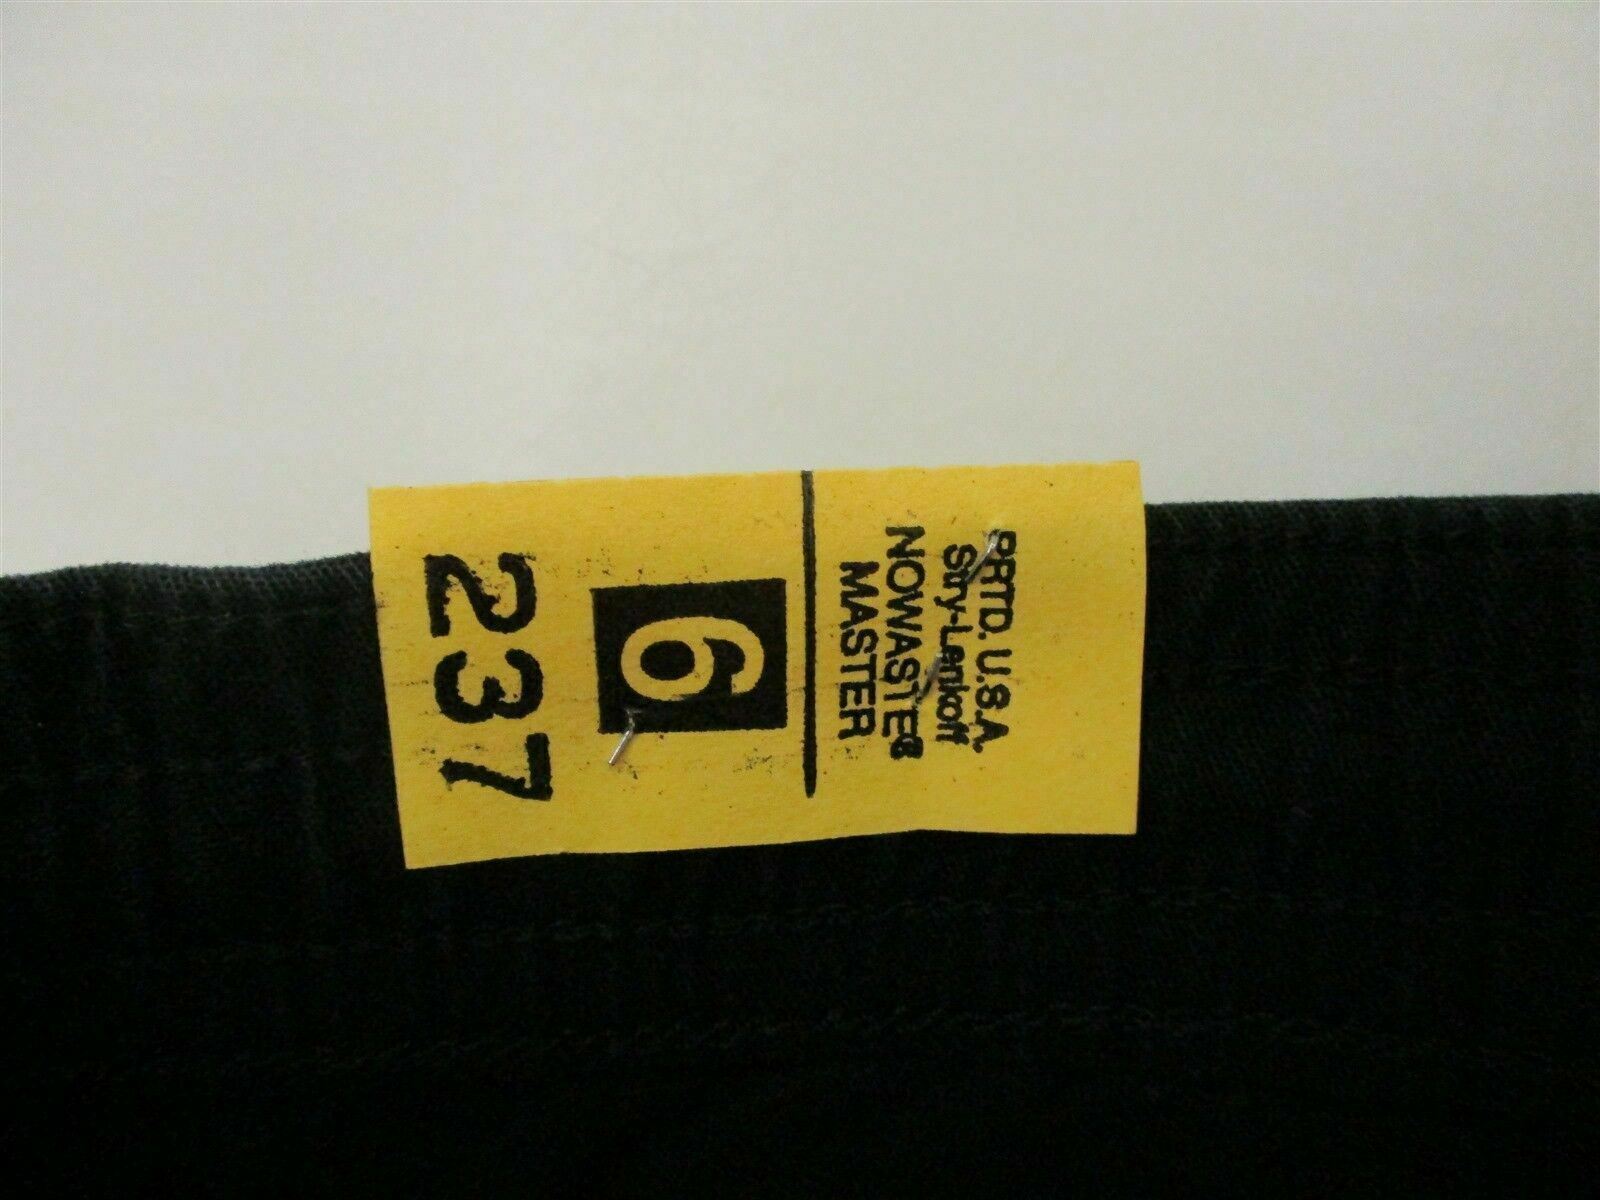 PRTD. U.S.A.
Stry-Lenkoff
NOWASTE®
MASTER
6
237